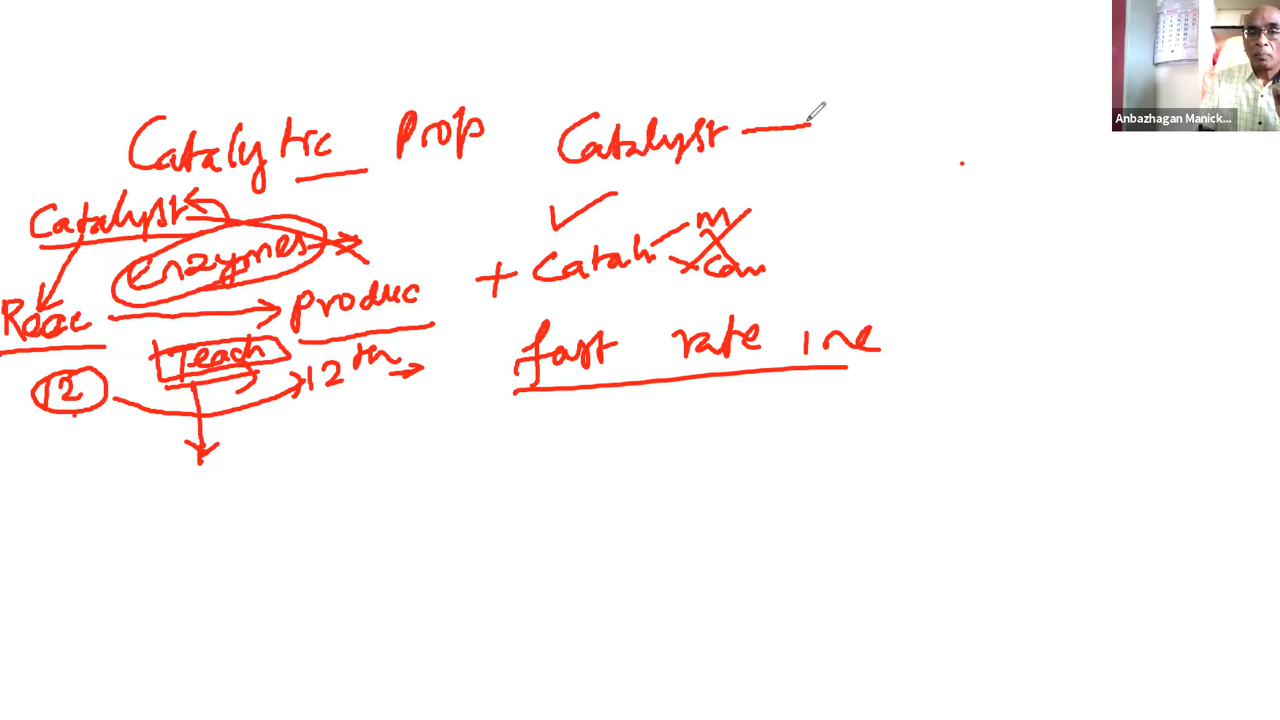 Catalytic Prop Catalyst
Catalyst
enzymes
Reac → produc
+ Catal
m
fast rate inc
Teach
12 12th
Anbazhagan Manick...